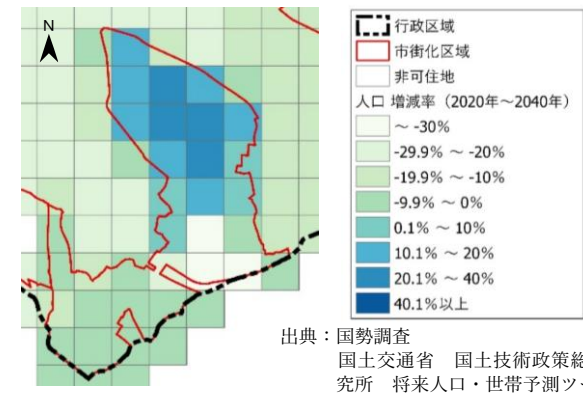 N
行政区域
市街化区域
非可住地
人口 増減率（2020年～2040年）
～ -30%
-29.9% ～ -20%
-19.9% ～ -10%
-9.9% ～ 0%
0.1% ～ 10%
10.1% ～ 20%
20.1% ～ 40%
40.1%以上
出典：国勢調査
国土交通省　国土技術政策総
究所　将来人口・世帯予測ツー